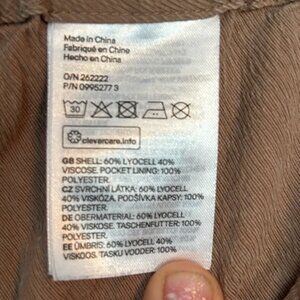 Made in China
Fabriqué en Chine
Hecho en China
O/N 262222
P/N 0995277 3
30
clevercare.info
GB SHELL: 60% LYOCELL 40%
VISCOSE. POCKET LINING: 100%
POLYESTER.
CZ SVRCHNÍ LÁTKA: 60% LYOCELL
40% VISKÓZA. PODŠÍVKA KAPSY: 100%
POLYESTER.
DE OBERMATERIAL: 60% LYOCELL
40% VISKOSE. TASCHENFUTTER: 100%
POLYESTER.
EE ÜMBRIS: 60% LYOCELL 40%
VISKOOS. TASKU VOODER: 100%